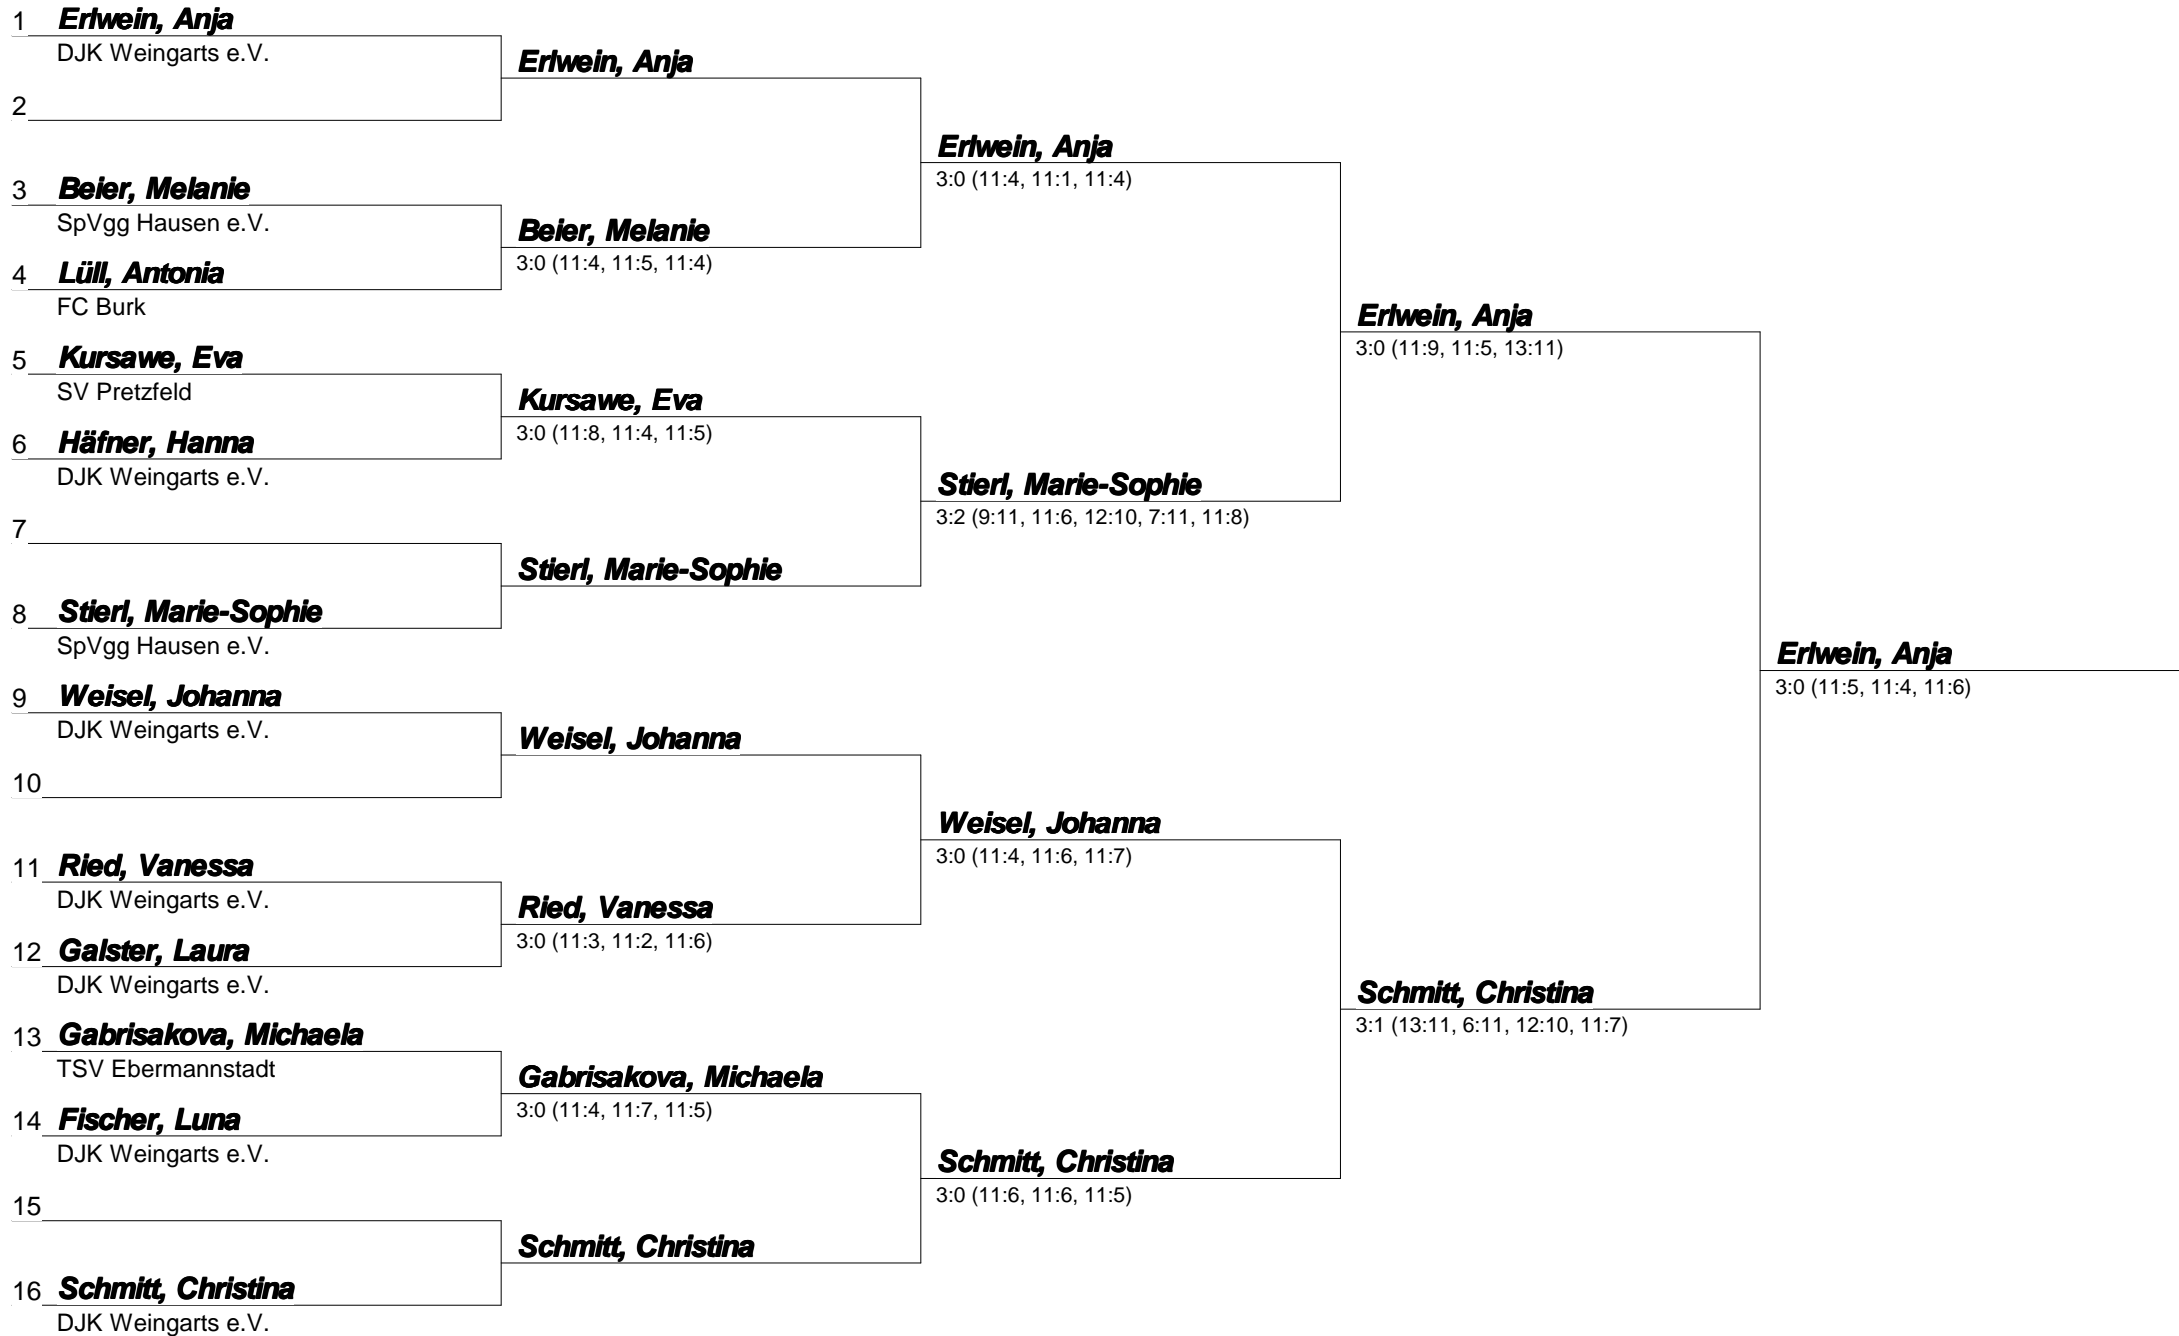 1 Erlwein, Anja
DJK Weingarts e.V.
Erlwein, Anja
2
Erlwein, Anja
3:0 (11:4, 11:1, 11:4)
3 Beier, Melanie
SpVgg Hausen e.V.
Beier, Melanie
3:0 (11:4, 11:5, 11:4)
4 Lüll, Antonia
FC Burk
Erlwein, Anja
3:0 (11:9, 11:5, 13:11)
5 Kursawe, Eva
SV Pretzfeld
Kursawe, Eva
3:0 (11:8, 11:4, 11:5)
6 Häfner, Hanna
DJK Weingarts e.V.
Stierl, Marie-Sophie
3:2 (9:11, 11:6, 12:10, 7:11, 11:8)
7
Stierl, Marie-Sophie
8 Stierl, Marie-Sophie
SpVgg Hausen e.V.
Erlwein, Anja
3:0 (11:5, 11:4, 11:6)
9 Weisel, Johanna
DJK Weingarts e.V.
Weisel, Johanna
10
Weisel, Johanna
3:0 (11:4, 11:6, 11:7)
11 Ried, Vanessa
DJK Weingarts e.V.
Ried, Vanessa
3:0 (11:3, 11:2, 11:6)
12 Galster, Laura
DJK Weingarts e.V.
Schmitt, Christina
3:1 (13:11, 6:11, 12:10, 11:7)
13 Gabrisakova, Michaela
TSV Ebermannstadt
Gabrisakova, Michaela
3:0 (11:4, 11:7, 11:5)
14 Fischer, Luna
DJK Weingarts e.V.
Schmitt, Christina
3:0 (11:6, 11:6, 11:5)
15
Schmitt, Christina
16 Schmitt, Christina
DJK Weingarts e.V.